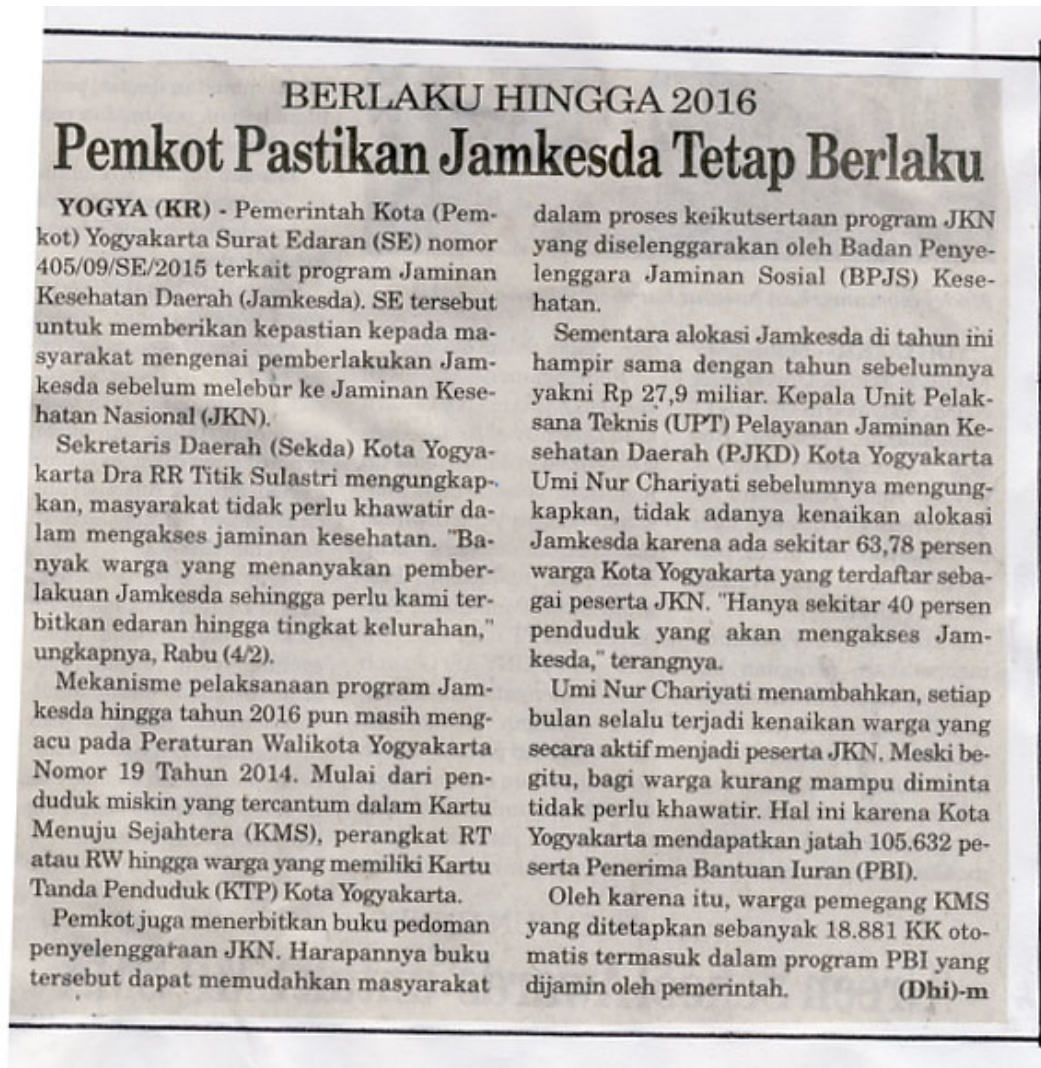 BERLAKU HINGGA 2016
Pemkot Pastikan Jamkesda Tetap Berlaku
YOGYA (KR) - Pemerintah Kota (Pem-
kot) Yogyakarta Surat Edaran (SE) nomor
405/09/SE/2015 terkait program Jaminan
Kesehatan Daerah (Jamkesda). SE tersebut
untuk memberikan kepastian kepada ma-
syarakat mengenai pemberlakukan Jam-
kesda sebelum melebur ke Jaminan Kese-
hatan Nasional (JKN).
Sekretaris Daerah (Sekda) Kota Yogya-
karta Dra RR Titik Sulastri mengungkap-
kan, masyarakat tidak perlu khawatir da-
lam mengakses jaminan kesehatan. "Ba-
nyak warga yang menanyakan pember-
lakuan Jamkesda sehingga perlu kami ter-
bitkan edaran hingga tingkat kelurahan,"
ungkapnya, Rabu (4/2).
Mekanisme pelaksanaan program Jam-
kesda hingga tahun 2016 pun masih meng-
acu pada Peraturan Walikota Yogyakarta
Nomor 19 Tahun 2014. Mulai dari pen-
duduk miskin yang tercantum dalam Kartu
Menuju Sejahtera (KMS), perangkat RT
atau RW hingga warga yang memiliki Kartu
Tanda Penduduk (KTP) Kota Yogyakarta.
Pemkot juga menerbitkan buku pedoman
penyelenggaraan JKN. Harapannya buku
tersebut dapat memudahkan masyarakat
dalam proses keikutsertaan program JKN
yang diselenggarakan oleh Badan Penye-
lenggara Jaminan Sosial (BPJS) Kese-
hatan.
Sementara alokasi Jamkesda di tahun ini
hampir sama dengan tahun sebelumnya
yakni Rp 27,9 miliar. Kepala Unit Pelak-
sana Teknis (UPT) Pelayanan Jaminan Ke-
sehatan Daerah (PJKD) Kota Yogyakarta
Umi Nur Chariyati sebelumnya mengung-
kapkan, tidak adanya kenaikan alokasi
Jamkesda karena ada sekitar 63,78 persen
warga Kota Yogyakarta yang terdaftar seba-
gai peserta JKN. "Hanya sekitar 40 persen
penduduk yang akan mengakses Jam-
kesda," terangnya.
Umi Nur Chariyati menambahkan, setiap
bulan selalu terjadi kenaikan warga yang
secara aktif menjadi peserta JKN. Meski be-
gitu, bagi warga kurang mampu diminta
tidak perlu khawatir. Hal ini karena Kota
Yogyakarta mendapatkan jatah 105.632 pe-
serta Penerima Bantuan Iuran (PBI).
Oleh karena itu, warga pemegang KMS
yang ditetapkan sebanyak 18.881 KK oto-
matis termasuk dalam program PBI yang
dijamin oleh pemerintah. (Dhi)-m